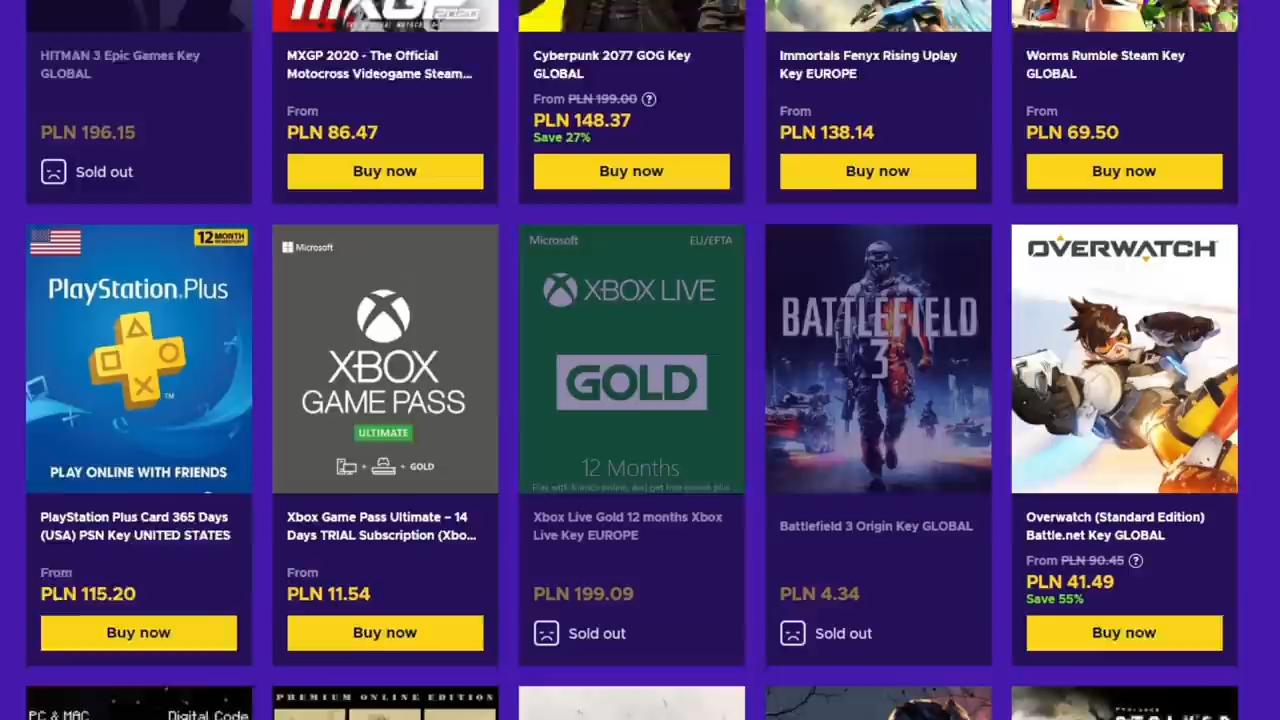 MXGP
2020
HITMAN 3 Epic Games Key
GLOBAL
PLN 196.15
Sold out
MXGP 2020 - The Official
Motocross Videogame Steam...
From
PLN 86.47
Buy now
Cyberpunk 2077 GOG Key
GLOBAL
From PLN 199.00 ?
PLN 148.37
Save 27%
Buy now
Immortals Fenyx Rising Uplay
Key EUROPE
From
PLN 138.14
Buy now
Worms Rumble Steam Key
GLOBAL
From
PLN 69.50
Buy now
12 MONTH
PlayStation.Plus
TM
PLAY ONLINE WITH FRIENDS
PlayStation Plus Card 365 Days
(USA) PSN Key UNITED STATES
From
PLN 115.20
Buy now
Microsoft
XBOX
GAME PASS
ULTIMATE
+ + GOLD
Xbox Game Pass Ultimate – 14
Days TRIAL Subscription (Xbo...
From
PLN 11.54
Buy now
Microsoft EU/EFTA
XBOX LIVE
GOLD
12 Months
Xbox Live Gold 12 months Xbox
Live Key EUROPE
PLN 199.09
Sold out
BATTLEFIELD
3
Battlefield 3 Origin Key GLOBAL
PLN 4.34
Sold out
OVERWATCH
Overwatch (Standard Edition)
Battle.net Key GLOBAL
From PLN 90.45 ?
PLN 41.49
Save 55%
Buy now
PC & MAC Digital Code
PREMIUM ONLINE EDITION